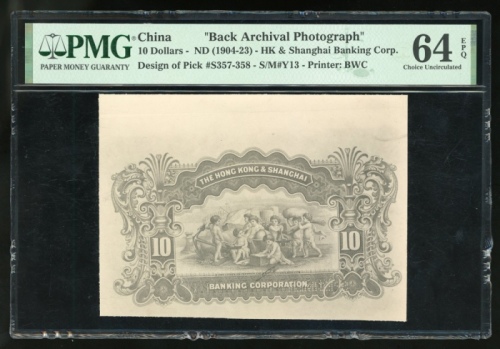 PMG
PAPER MONEY GUARANTY
China "Back Archival Photograph"
10 Dollars - ND (1904-23) - HK & Shanghai Banking Corp.
Design of Pick #S357-358 - S/M#Y13 - Printer: BWC
64 EPQ
Choice Uncirculated
THE HONG KONG & SHANGHAI
10 10
BANKING CORPORATION